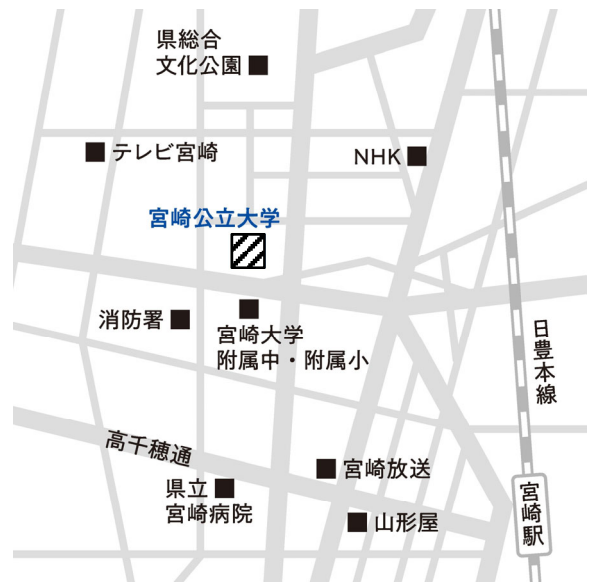 県総合
文化公園
テレビ宮崎
NHK
宮崎公立大学
消防署
宮崎大学
附属中・附属小
日豊本線
高千穂通
宮崎放送
県立
宮崎病院
宮崎駅
山形屋